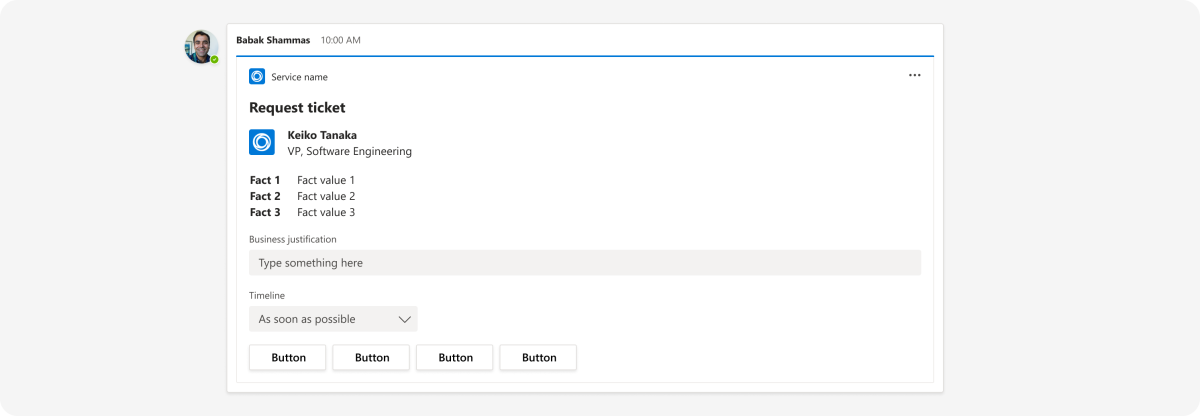 Babak Shammas 10:00 AM
Service name
Request ticket
Keiko Tanaka
VP, Software Engineering
Fact 1 Fact value 1
Fact 2 Fact value 2
Fact 3 Fact value 3
Business justification
Type something here
Timeline
As soon as possible
Button Button Button Button